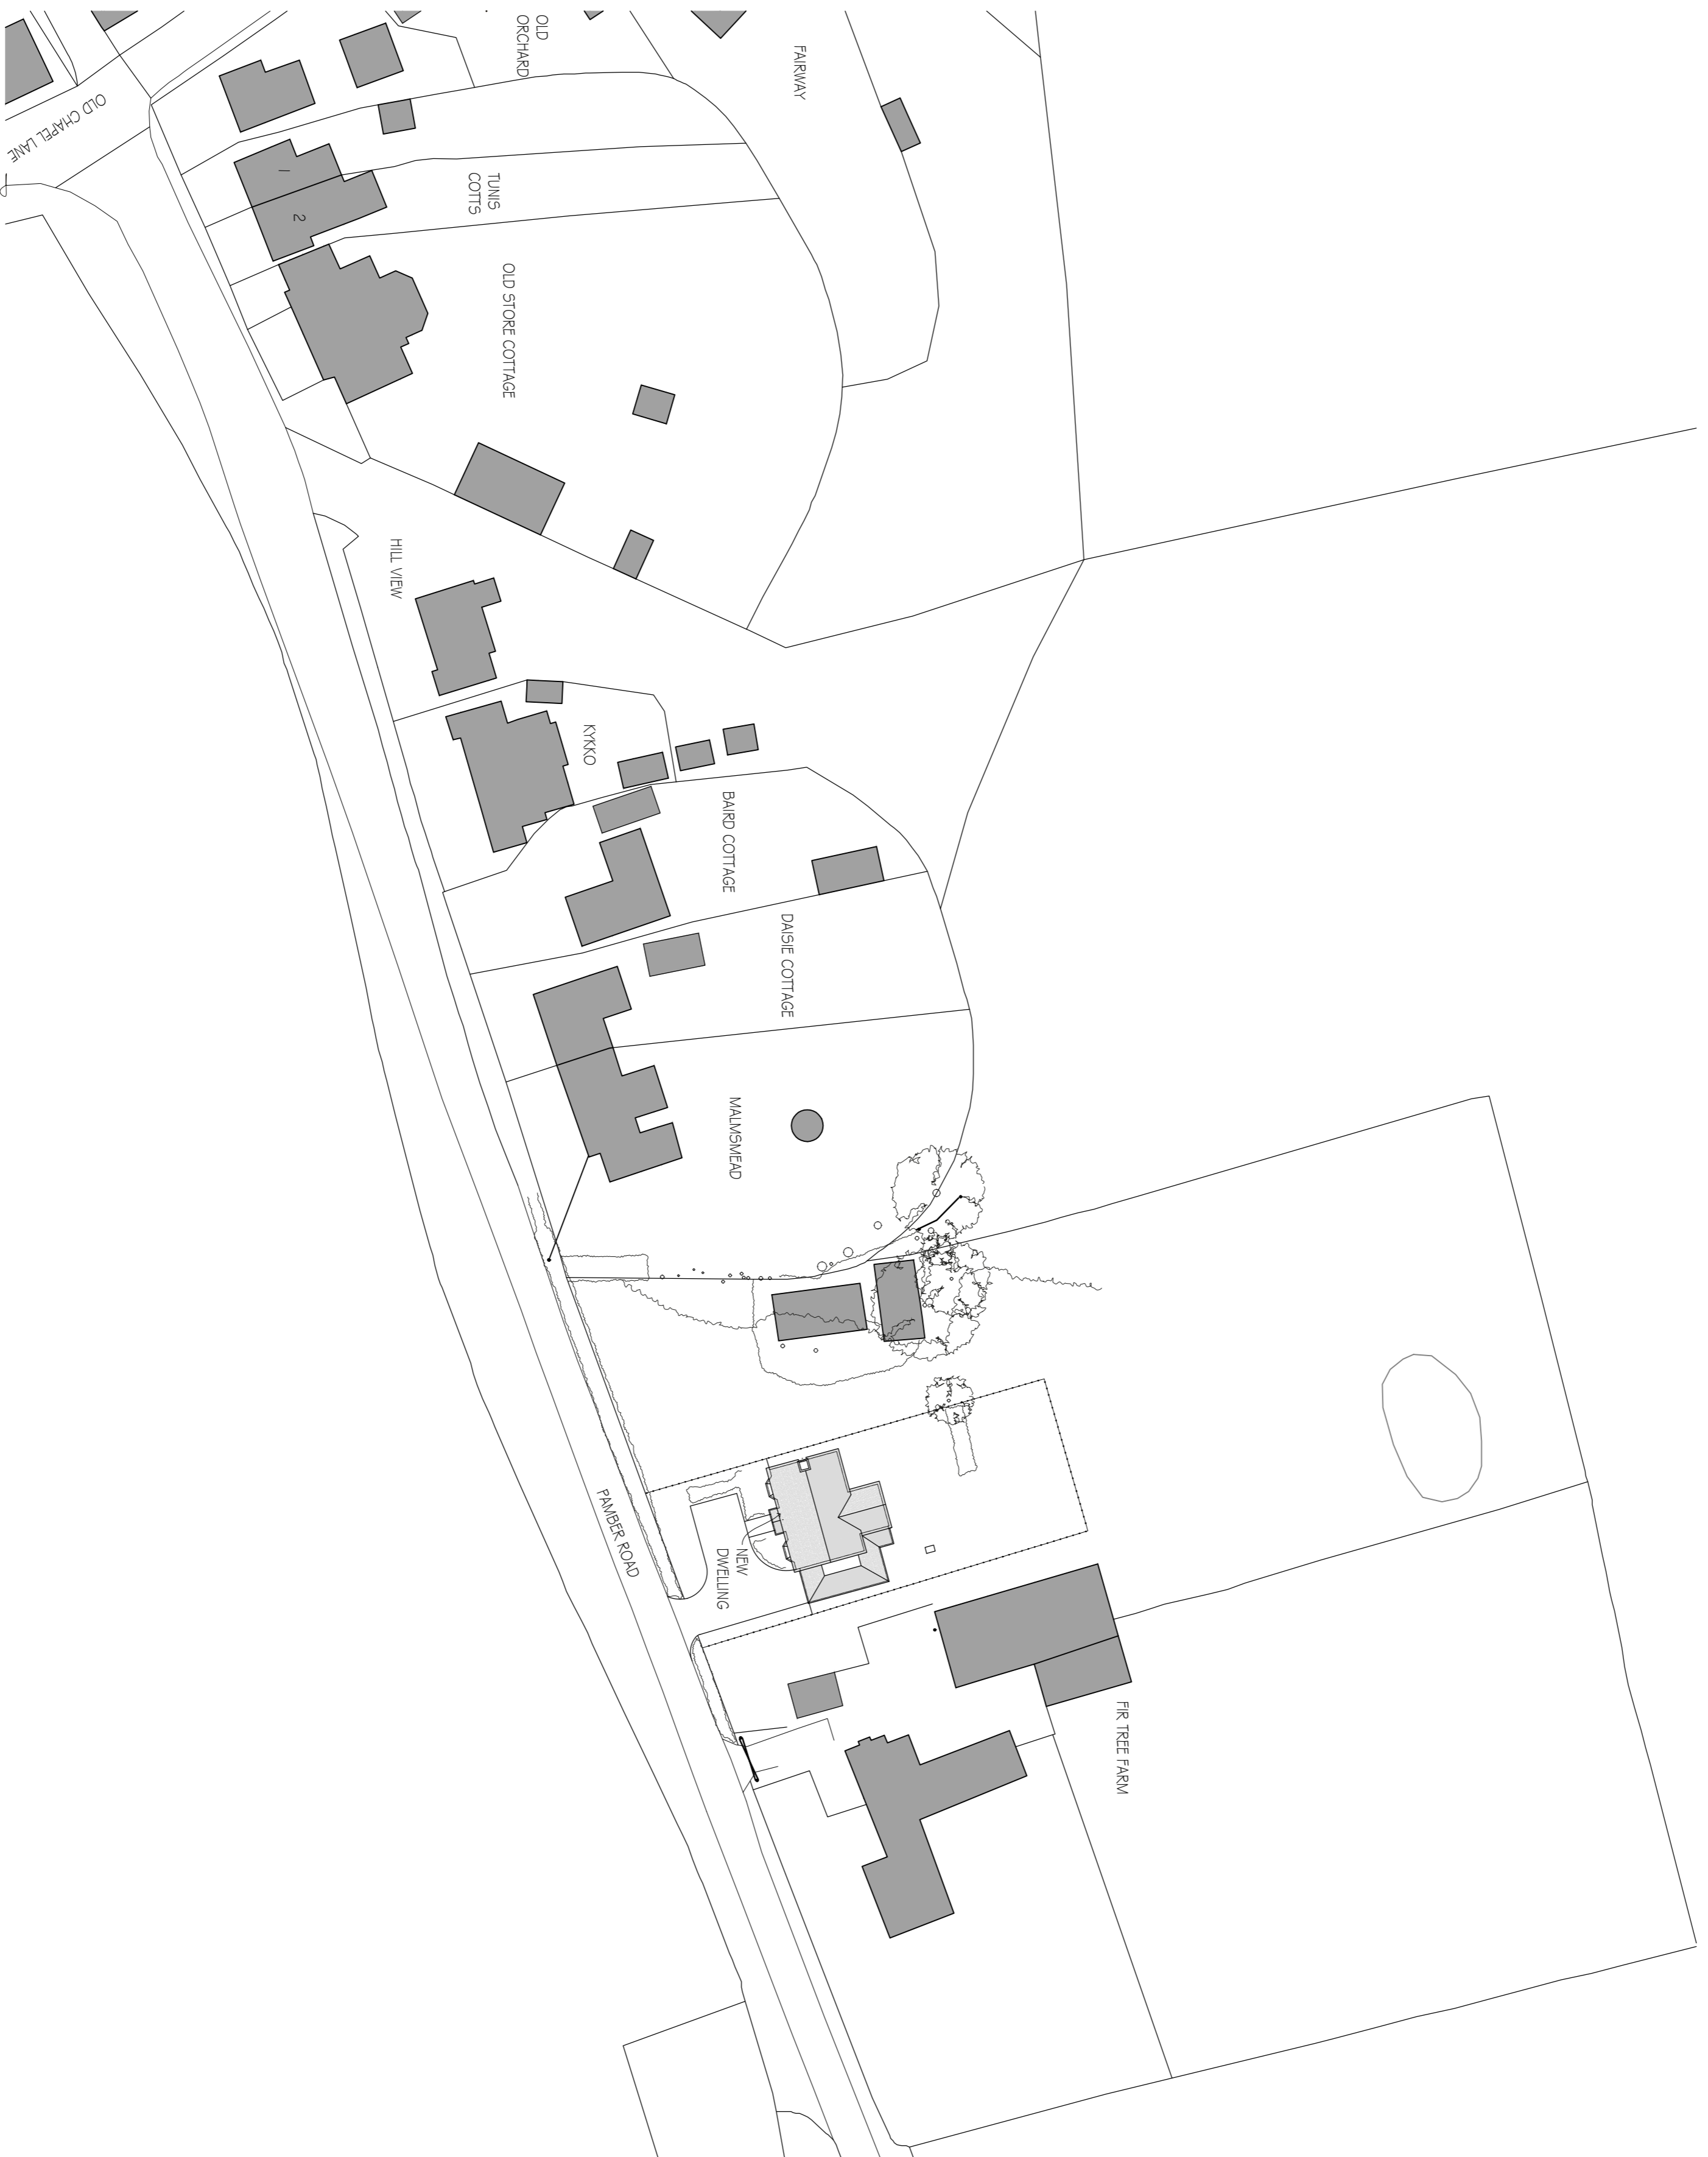 OLD
ORCHARD
FAIRWAY
OLD CHAPEL LANE
1
2
TUNIS
COTTS
OLD STORE COTTAGE
HILL VIEW
KYKKO
BAIRD COTTAGE
DAISIE COTTAGE
MALMSMEAD
PAMBER ROAD
NEW
DWELLING
FIR TREE FARM